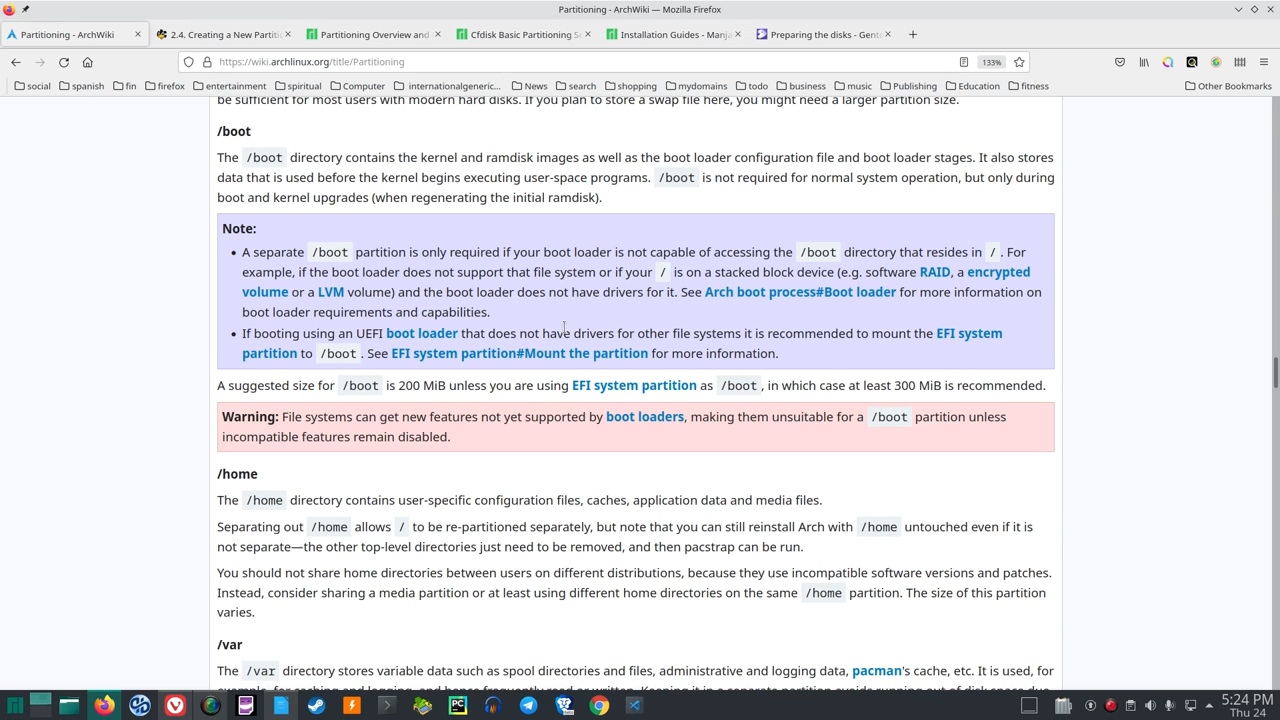 Partitioning - ArchWiki — Mozilla Firefox
Partitioning - ArchWiki
2.4. Creating a New Partiti
Partitioning Overview and
Cfdisk Basic Partitioning S
Installation Guides - Manja
Preparing the disks - Gent
https://wiki.archlinux.org/title/Partitioning
133%
social spanish fin firefox entertainment spiritual Computer internationalgeneric... News search shopping mydomains todo business music Publishing Education fitness Other Bookmarks
be sufficient for most users with modern hard disks. If you plan to store a swap file here, you might need a larger partition size.
/boot
The /boot directory contains the kernel and ramdisk images as well as the boot loader configuration file and boot loader stages. It also stores
data that is used before the kernel begins executing user-space programs. /boot is not required for normal system operation, but only during
boot and kernel upgrades (when regenerating the initial ramdisk).
Note:
• A separate /boot partition is only required if your boot loader is not capable of accessing the /boot directory that resides in /. For
example, if the boot loader does not support that file system or if your / is on a stacked block device (e.g. software RAID, a encrypted
volume or a LVM volume) and the boot loader does not have drivers for it. See Arch boot process#Boot loader for more information on
boot loader requirements and capabilities.
• If booting using an UEFI boot loader that does not have drivers for other file systems it is recommended to mount the EFI system
partition to /boot. See EFI system partition#Mount the partition for more information.
A suggested size for /boot is 200 MiB unless you are using EFI system partition as /boot, in which case at least 300 MiB is recommended.
Warning: File systems can get new features not yet supported by boot loaders, making them unsuitable for a /boot partition unless
incompatible features remain disabled.
/home
The /home directory contains user-specific configuration files, caches, application data and media files.
Separating out /home allows / to be re-partitioned separately, but note that you can still reinstall Arch with /home untouched even if it is
not separate—the other top-level directories just need to be removed, and then pacstrap can be run.
You should not share home directories between users on different distributions, because they use incompatible software versions and patches.
Instead, consider sharing a media partition or at least using different home directories on the same /home partition. The size of this partition
varies.
/var
The /var directory stores variable data such as spool directories and files, administrative and logging data, pacman's cache, etc. It is used, for
5:24 PM
Thu 24